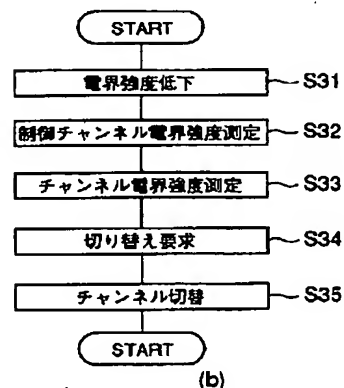 START
電界強度低下
S31
制御チャンネル電界強度測定
S32
チャンネル電界強度測定
S33
切り替え要求
S34
チャンネル切替
S35
START
(b)